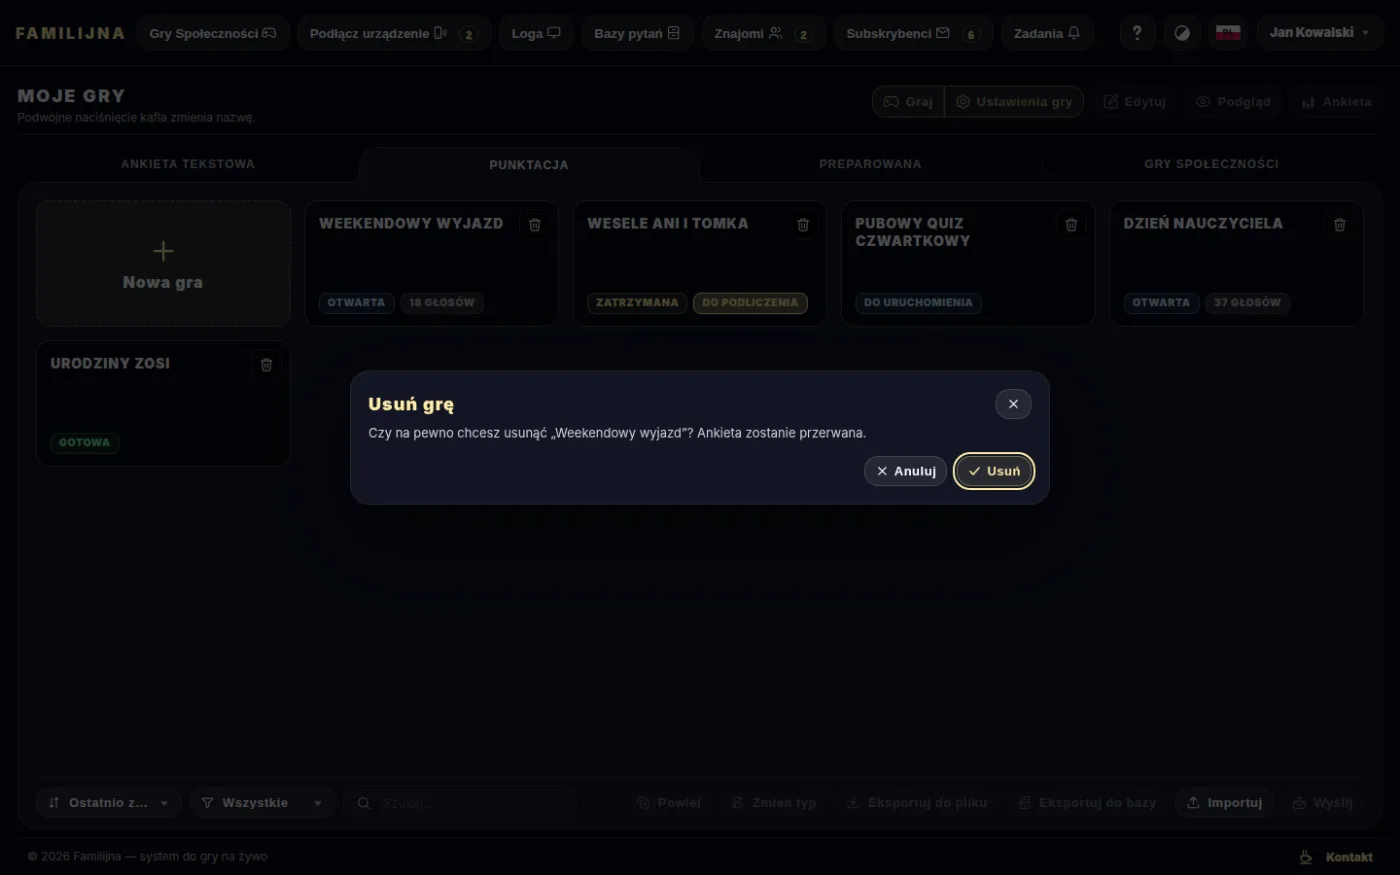 FAMILIJNA
Gry Społeczności
Podłącz urządzenie 2
Loga
Bazy pytań
Znajomi 2
Subskrybenci 6
Zadania
?
PL
Jan Kowalski
MOJE GRY
Podwójne naciśnięcie kafla zmienia nazwę.
Graj
Ustawienia gry
Edytuj
Podgląd
Ankieta
ANKIETA TEKSTOWA
PUNKTACJA
PREPAROWANA
GRY SPOŁECZNOŚCI
Nowa gra
WEEKENDOWY WYJAZD
OTWARTA
18 GŁOSÓW
WESELE ANI I TOMKA
ZATRZYMANA
DO PODLICZENIA
PUBOWY QUIZ
CZWARTKOWY
DO URUCHOMIENIA
DZIEŃ NAUCZYCIELA
OTWARTA
37 GŁOSÓW
URODZINY ZOSI
GOTOWA
Usuń grę
Czy na pewno chcesz usunąć „Weekendowy wyjazd”? Ankieta zostanie przerwana.
Anuluj
Usuń
Ostatnio z...
Wszystkie
Szukaj...
Powiel
Zmień typ
Eksportuj do pliku
Eksportuj do bazy
Importuj
Wyślij
© 2026 Familijna — system do gry na żywo
Kontakt